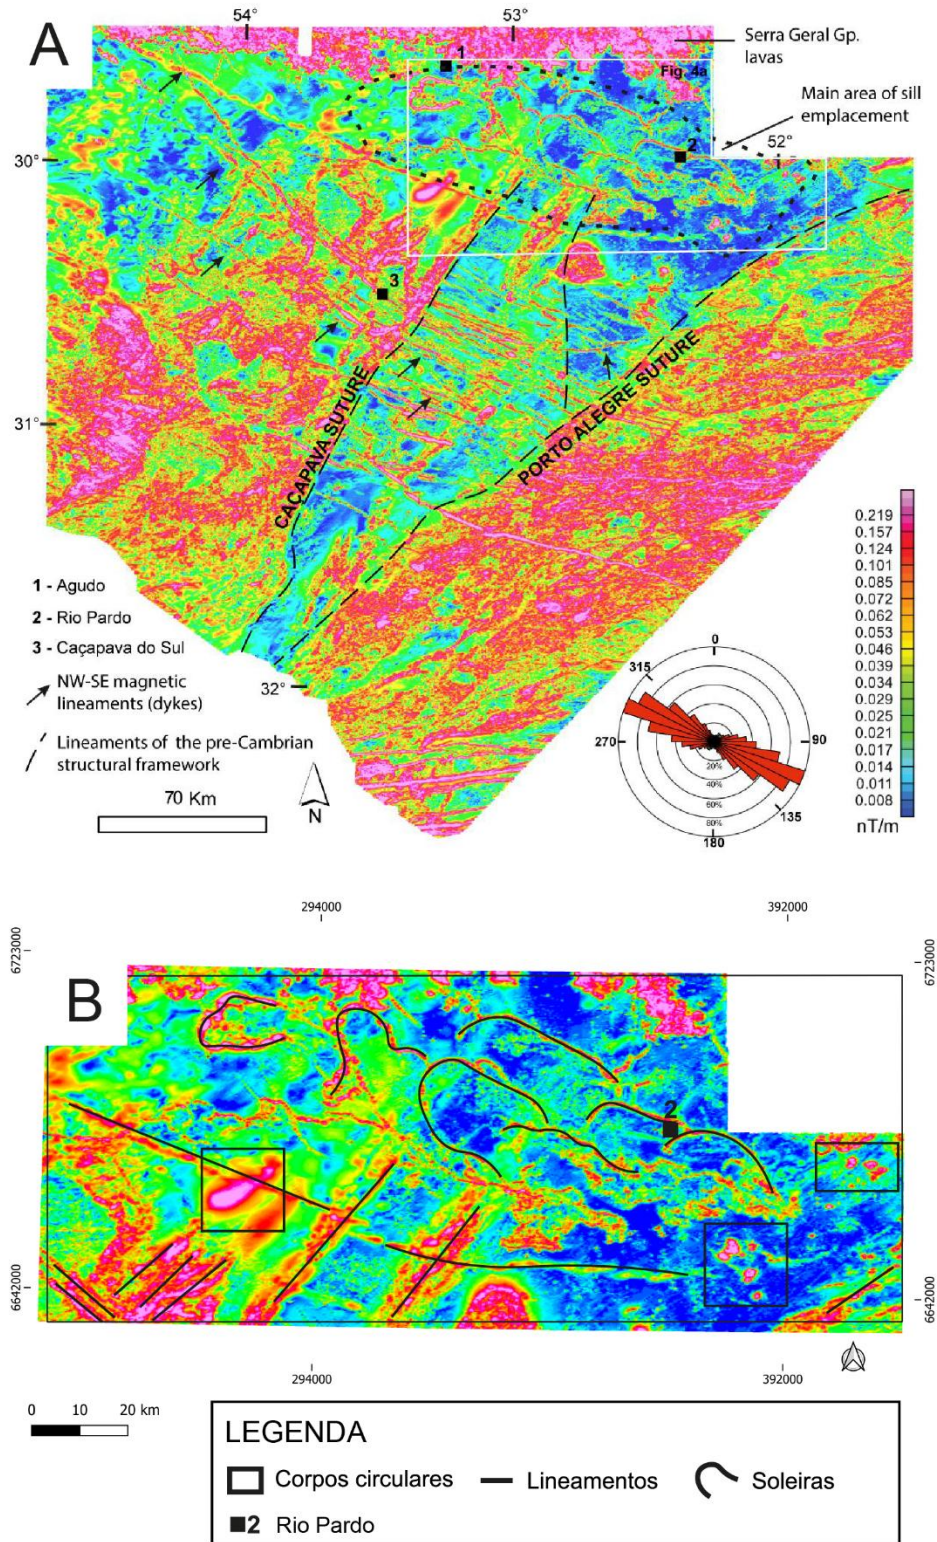 A
54°
53°
Serra Geral Gp.
lavas
1
Fig. 4a
Main area of sill
emplacement
2
52°
30°
3
31°
CAÇAPAVA SUTURE
PORTO ALEGRE SUTURE
1 - Agudo
2 - Rio Pardo
3 - Caçapava do Sul
NW-SE magnetic
lineaments (dykes)
32°
Lineaments of the pre-Cambrian
structural framework
70 Km
N
0
315
270
90
135
180
20%
40%
60%
80%
0.219
0.157
0.124
0.101
0.085
0.072
0.062
0.053
0.046
0.039
0.034
0.029
0.025
0.021
0.017
0.014
0.011
0.008
nT/m
294000
392000
6723000
6723000
B
2
6642000
6642000
294000
392000
0 10 20 km
LEGENDA
Corpos circulares
Lineamentos
Soleiras
2 Rio Pardo